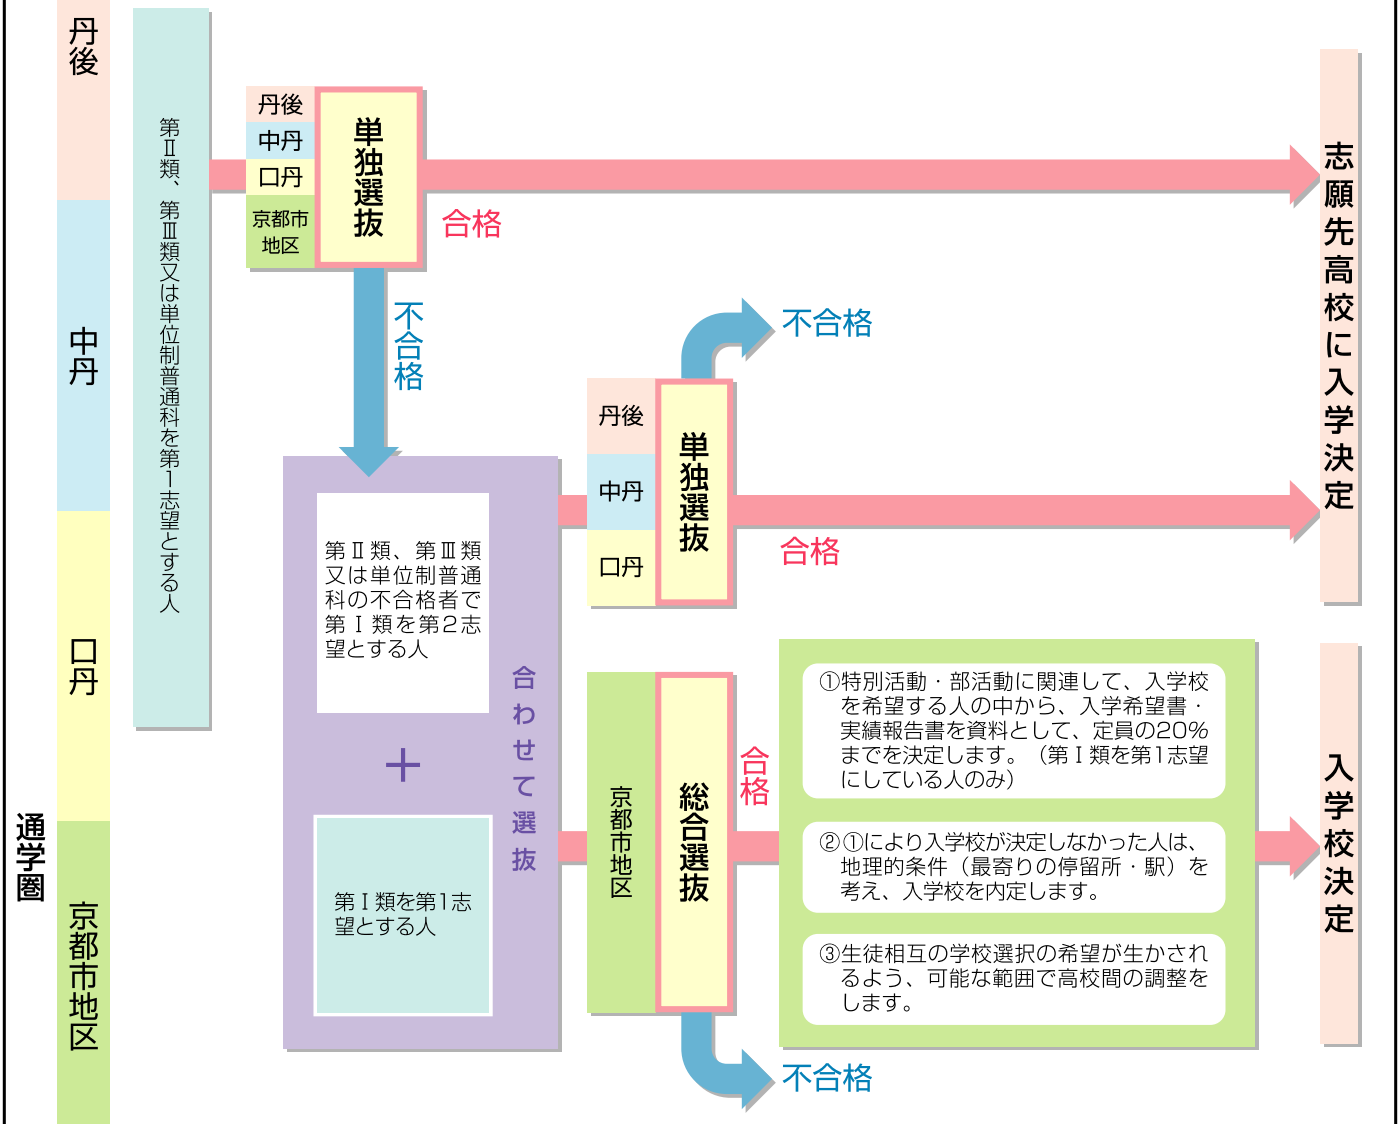 通学圏
丹後
中丹
口丹
京都市地区
第Ⅱ類、第Ⅲ類又は単位制普通科を第1志望とする人
丹後
中丹
口丹
京都市
地区
単独選抜
合格
不合格
志願先高校に入学決定
第Ⅱ類、第Ⅲ類
又は単位制普通
科の不合格者で
第Ⅰ類を第2志
望とする人
＋
第Ⅰ類を第1志
望とする人
合わせて選抜
丹後
中丹
口丹
単独選抜
不合格
合格
京都市地区
総合選抜
合格
不合格
①特別活動・部活動に関連して、入学校
を希望する人の中から、入学希望書・
実績報告書を資料として、定員の20%
までを決定します。（第Ⅰ類を第1志望
にしている人のみ）
②①により入学校が決定しなかった人は、
地理的条件（最寄りの停留所・駅）を
考え、入学校を内定します。
③生徒相互の学校選択の希望が生かされ
るよう、可能な範囲で高校間の調整を
します。
入学校決定